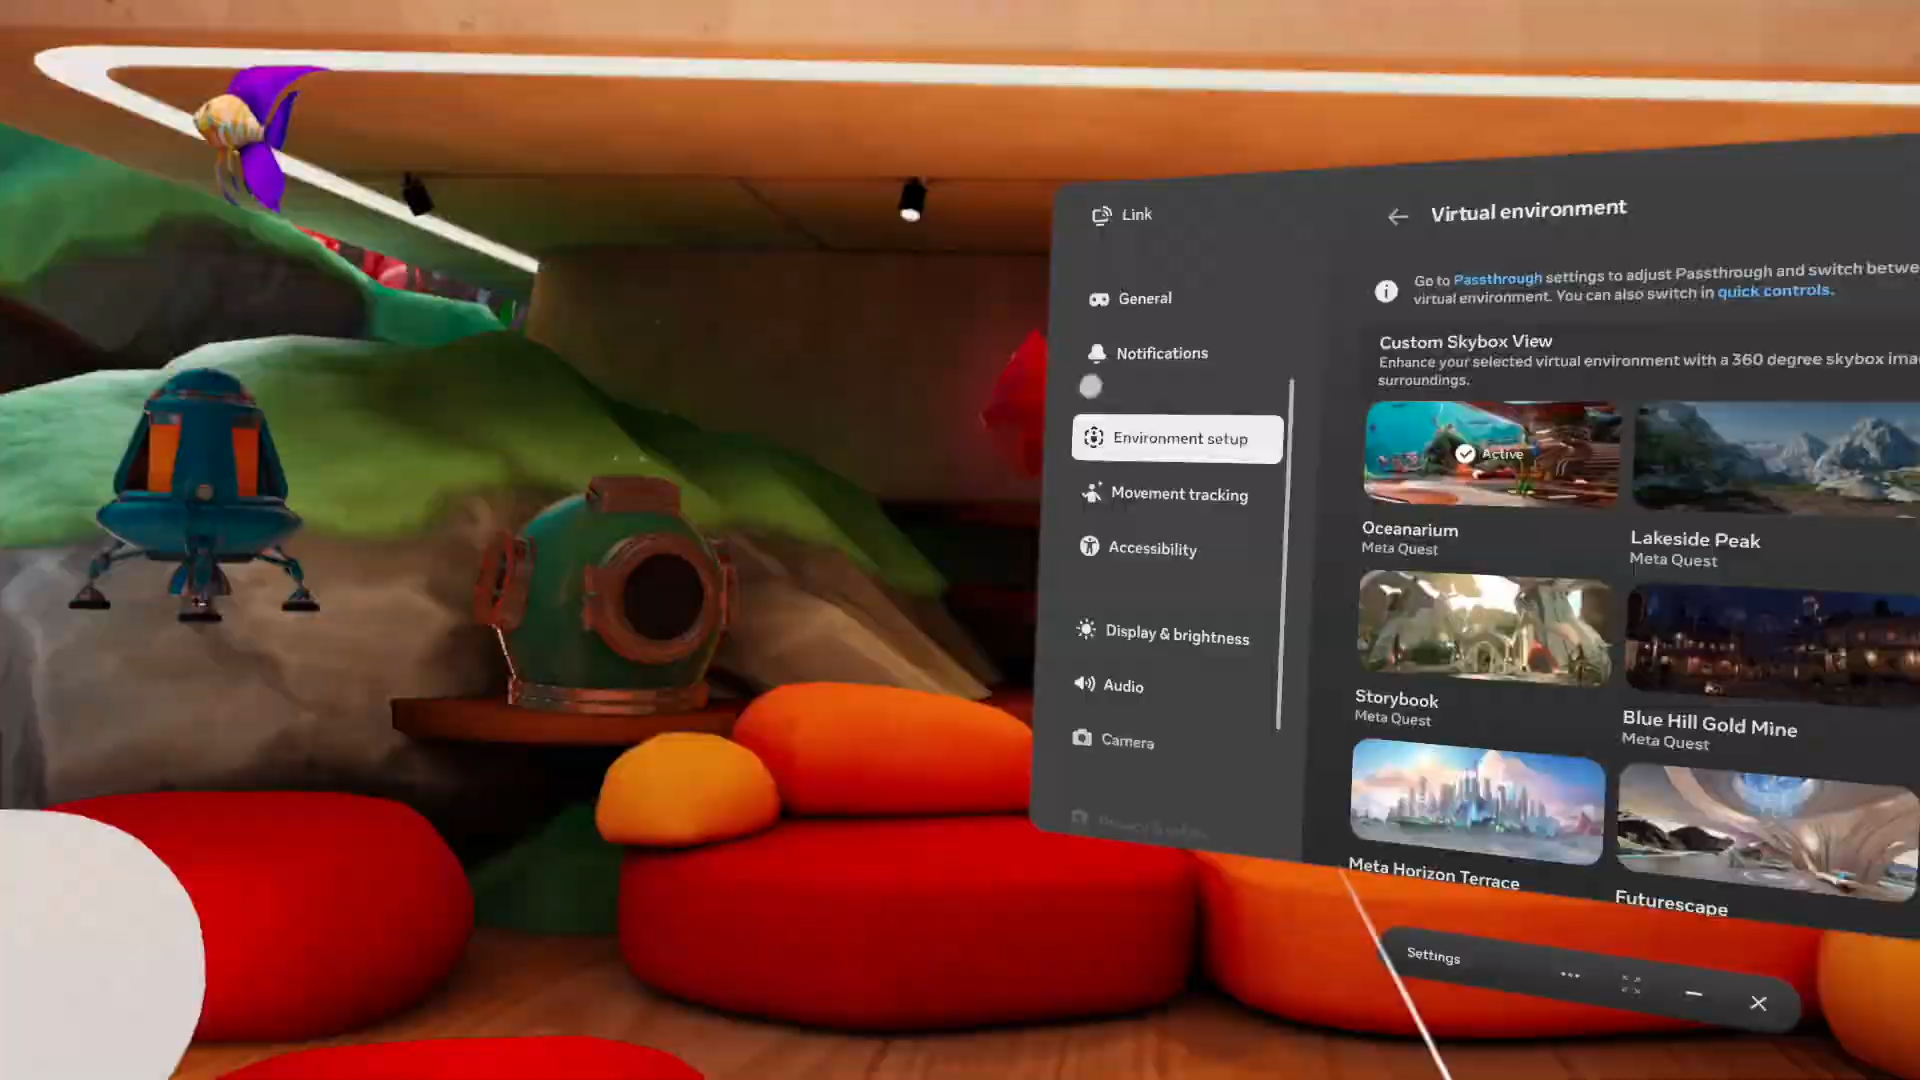 Link
General
Notifications
Environment setup
Movement tracking
Accessibility
Display & brightness
Audio
Camera
Virtual environment
Go to Passthrough settings to adjust Passthrough and switch
virtual environment. You can also switch in quick controls.
Custom Skybox View
Enhance your selected virtual environment with a 360 degree skybox
surroundings.
Active
Oceanarium
Meta Quest
Lakeside Peak
Meta Quest
Storybook
Meta Quest
Blue Hill Gold Mine
Meta Quest
Meta Horizon Terrace
Futurescape
Settings